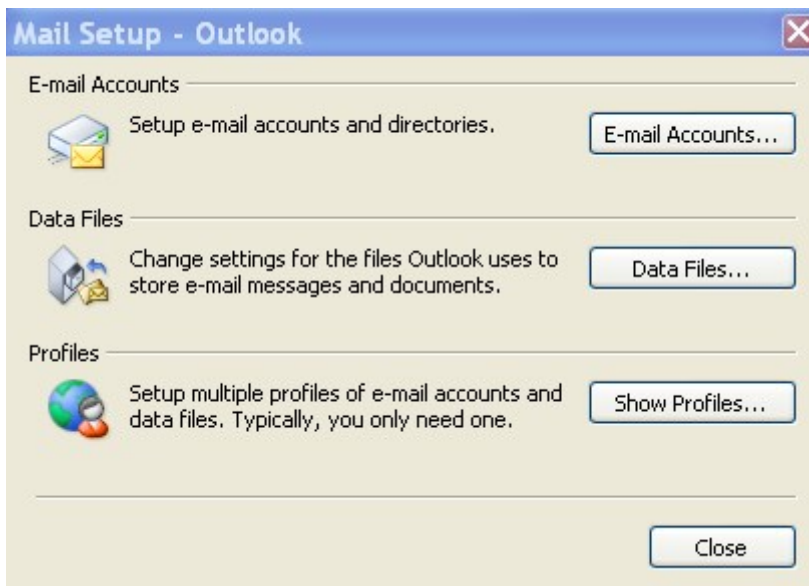 Mail Setup - Outlook
E-mail Accounts
Setup e-mail accounts and directories.
E-mail Accounts...
Data Files
Change settings for the files Outlook uses to
store e-mail messages and documents.
Data Files...
Profiles
Setup multiple profiles of e-mail accounts and
data files. Typically, you only need one.
Show Profiles...
Close